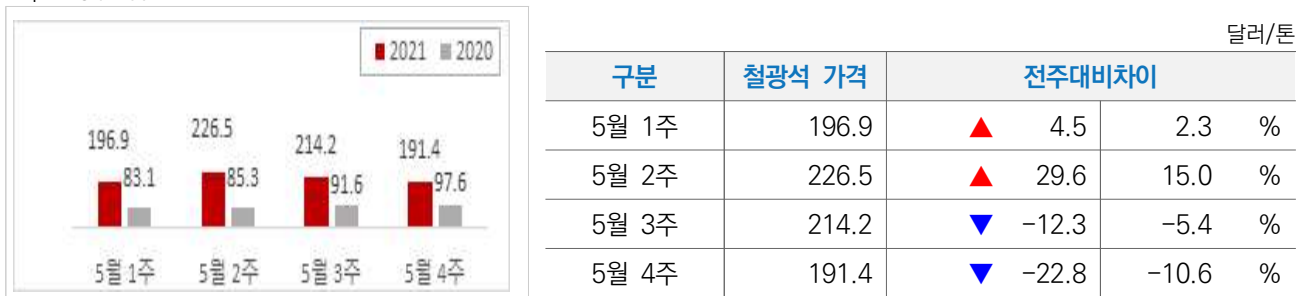 ■ 2021 ■ 2020
196.9 226.5 214.2 191.4
83.1 85.3 91.6 97.6
5월 1주 5월 2주 5월 3주 5월 4주
달러/톤
구분 철광석 가격 전주대비차이
5월 1주 196.9 ▲ 4.5 2.3 %
5월 2주 226.5 ▲ 29.6 15.0 %
5월 3주 214.2 ▼ -12.3 -5.4 %
5월 4주 191.4 ▼ -22.8 -10.6 %